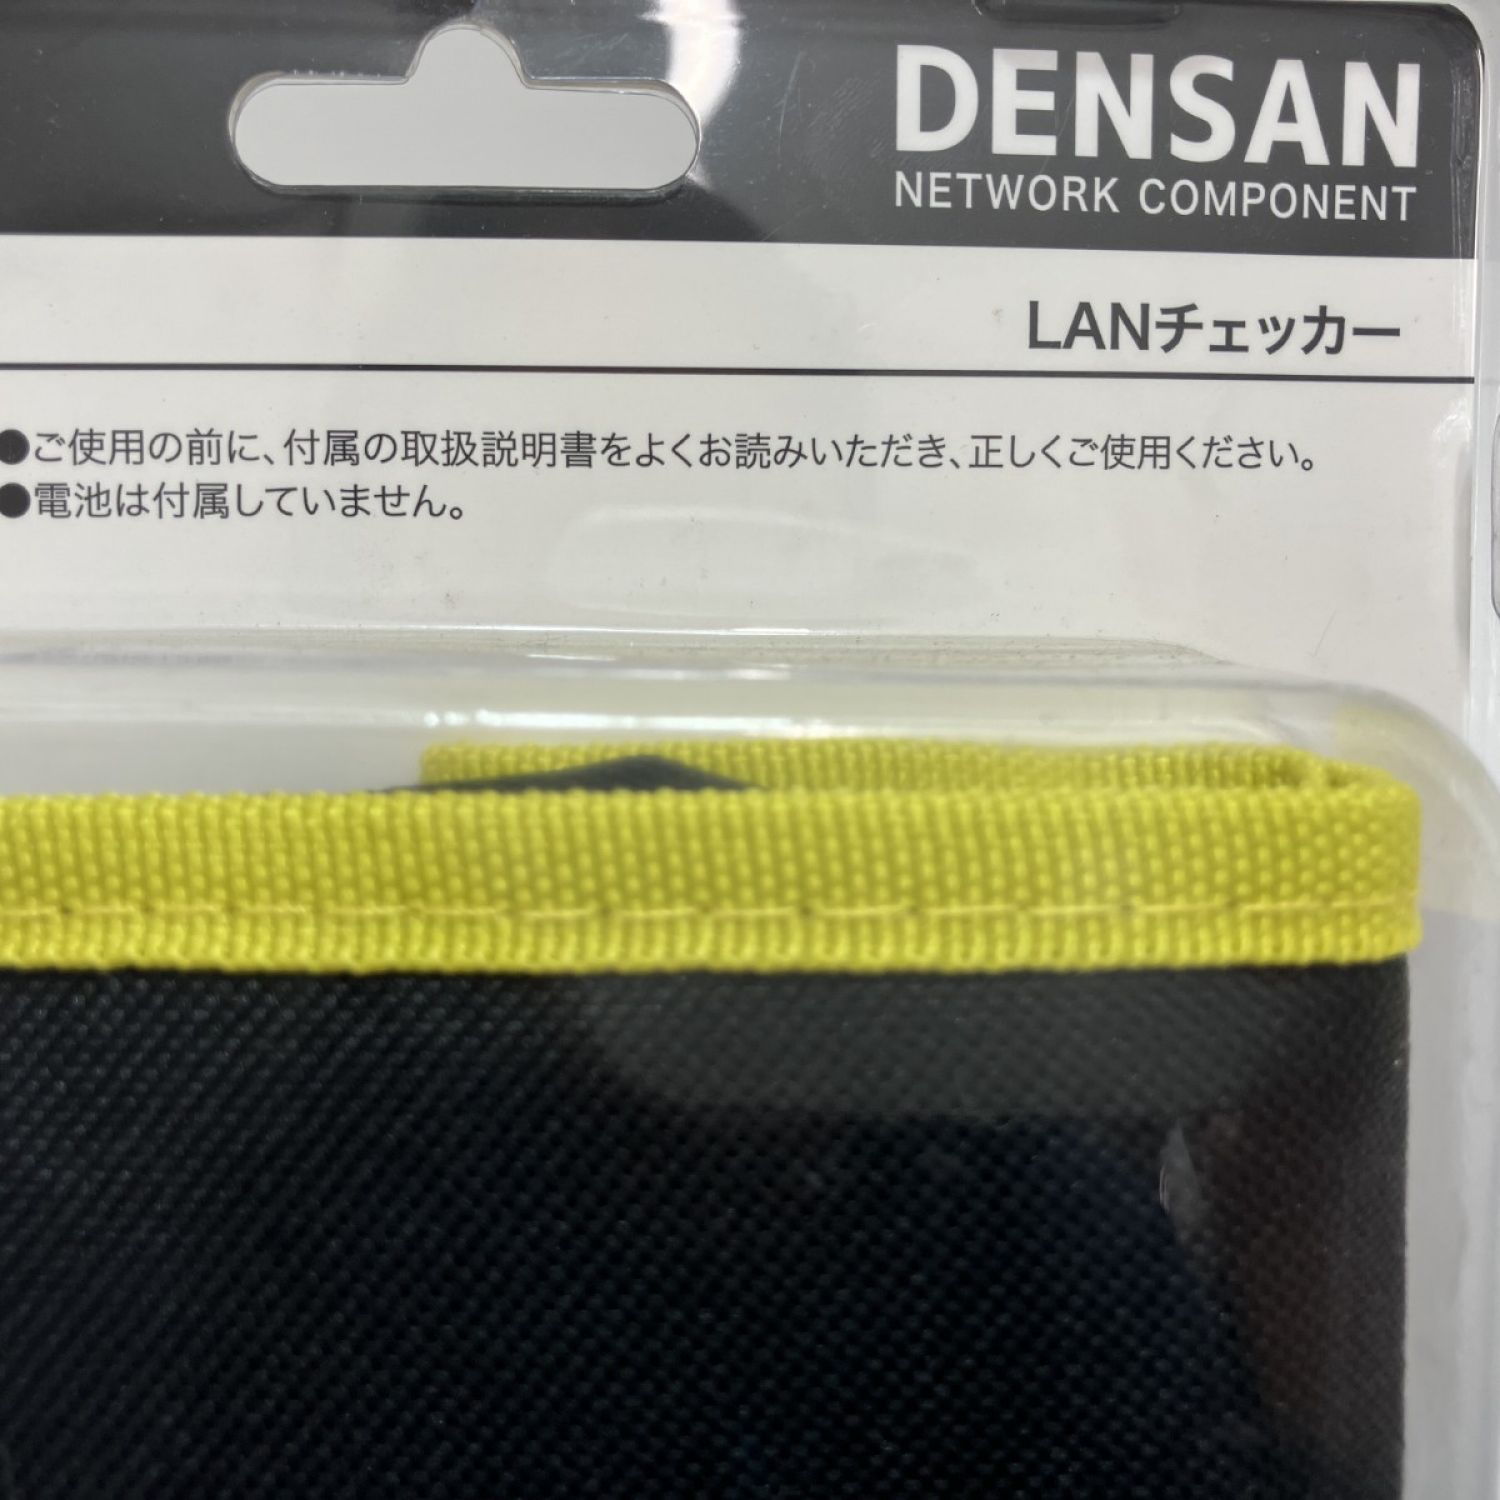 DENSAN
NETWORK COMPONENT
LANチェッカー
●ご使用の前に、付属の取扱説明書をよくお読みいただき、正しくご使用ください。
●電池は付属していません。